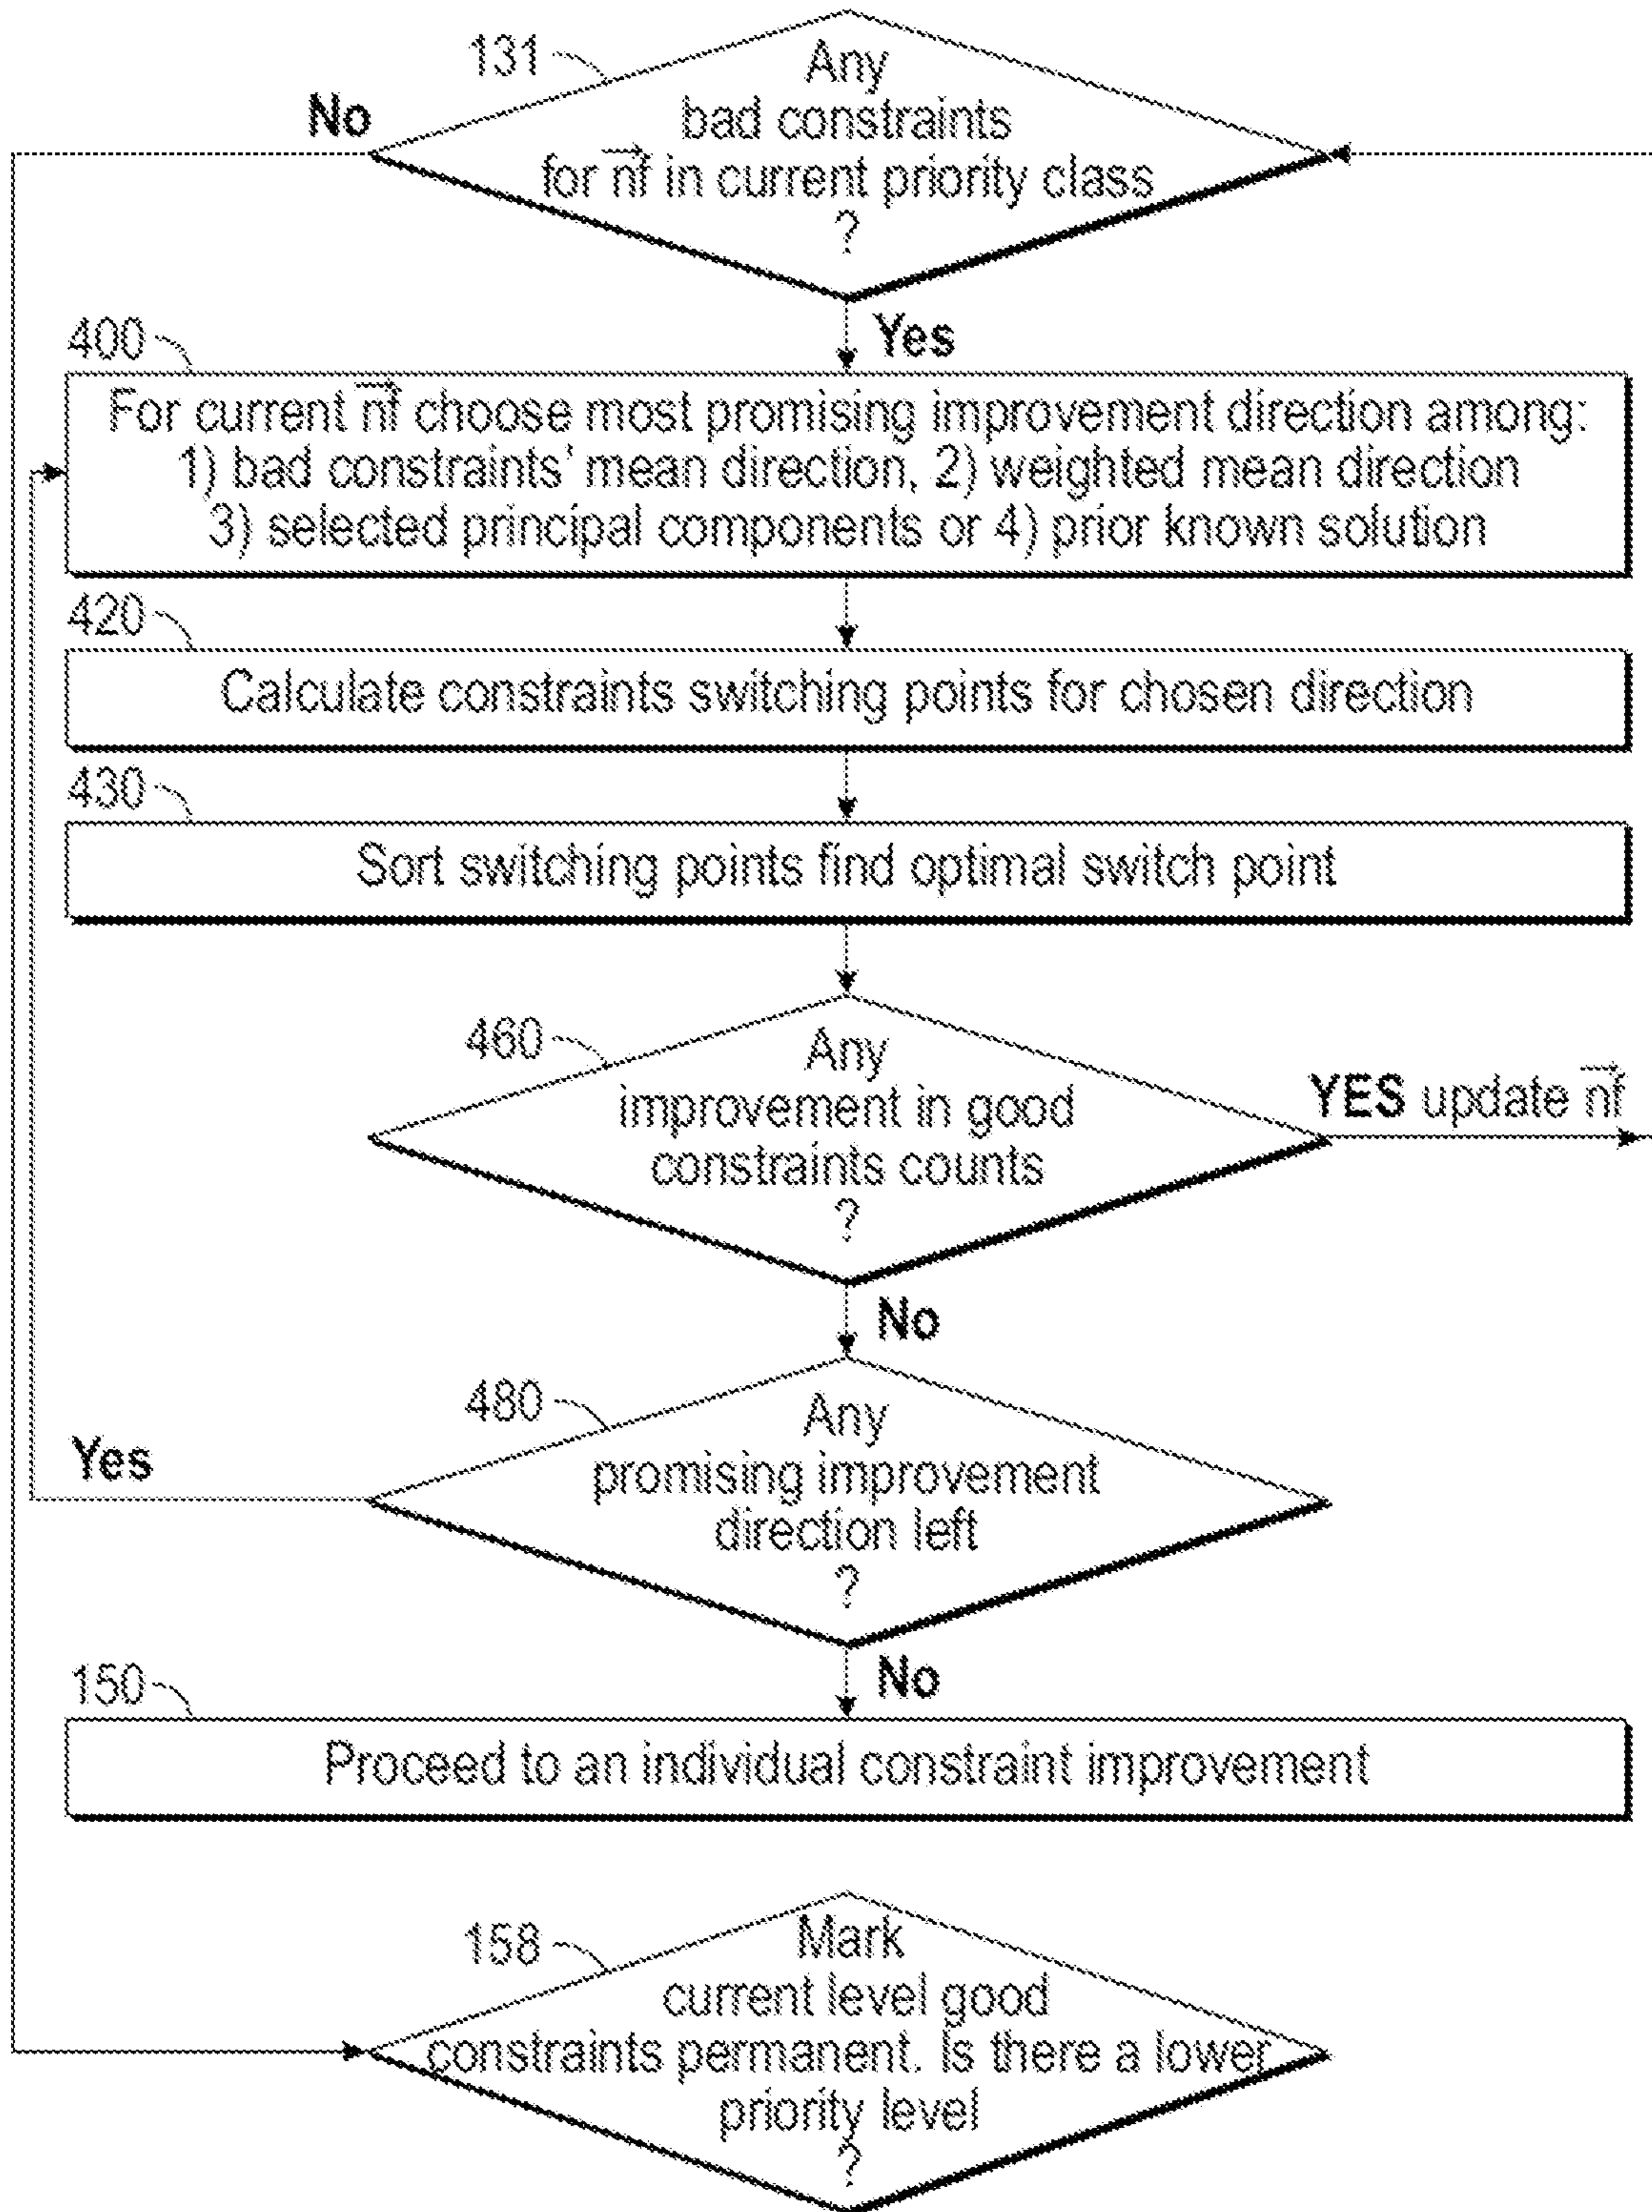 131
Any
No
bad constraints
for n⃗f⃗ in current priority class
?
Yes
400
For current n⃗f⃗ choose most promising improvement direction among:
1) bad constraints' mean direction, 2) weighted mean direction
3) selected principal components or 4) prior known solution
420
Calculate constraints switching points for chosen direction
430
Sort switching points find optimal switch point
460
Any
improvement in good
constraints counts
?
YES update n⃗f⃗
No
480
Any
promising improvement
direction left
?
Yes
No
150
Proceed to an individual constraint improvement
158
Mark
current level good
constraints permanent. Is there a lower
priority level
?